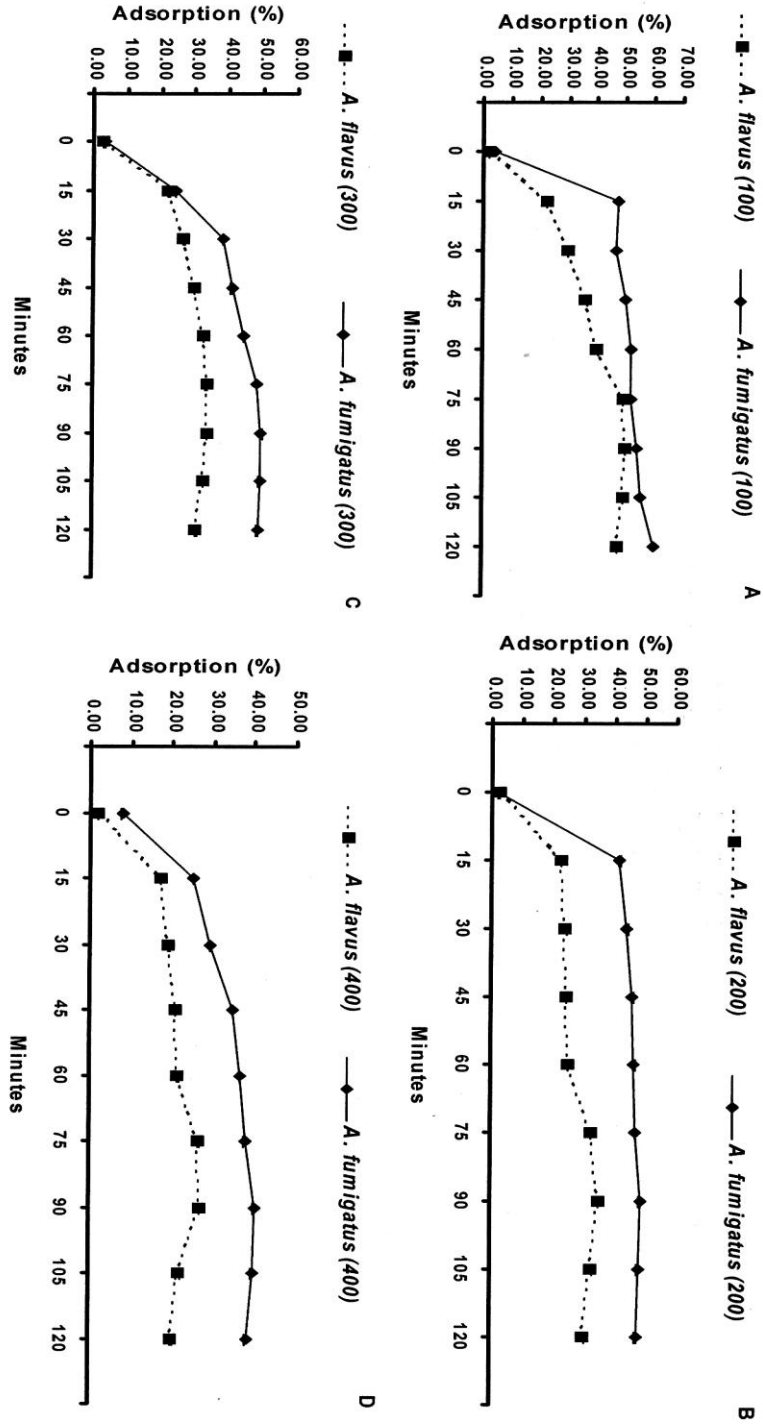 A
A. flavus (100) A. fumigatus (100)
Adsorption (%)
70.00
60.00
50.00
40.00
30.00
20.00
10.00
0.00
0 15 30 45 60 75 90 105 120
Minutes
B
A. flavus (200) A. fumigatus (200)
Adsorption (%)
60.00
50.00
40.00
30.00
20.00
10.00
0.00
0 15 30 45 60 75 90 105 120
Minutes
C
A. flavus (300) A. fumigatus (300)
Adsorption (%)
60.00
50.00
40.00
30.00
20.00
10.00
0.00
0 15 30 45 60 75 90 105 120
Minutes
D
A. flavus (400) A. fumigatus (400)
Adsorption (%)
50.00
40.00
30.00
20.00
10.00
0.00
0 15 30 45 60 75 90 105 120
Minutes